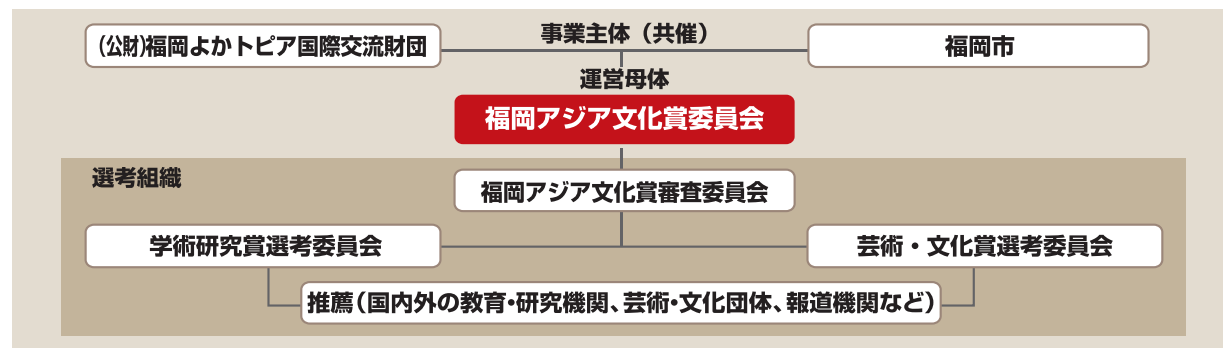 (公財)福岡よかトピア国際交流財団
事業主体（共催）
福岡市
運営母体
福岡アジア文化賞委員会
選考組織
福岡アジア文化賞審査委員会
学術研究賞選考委員会
芸術・文化賞選考委員会
推薦（国内外の教育・研究機関、芸術・文化団体、報道機関など）